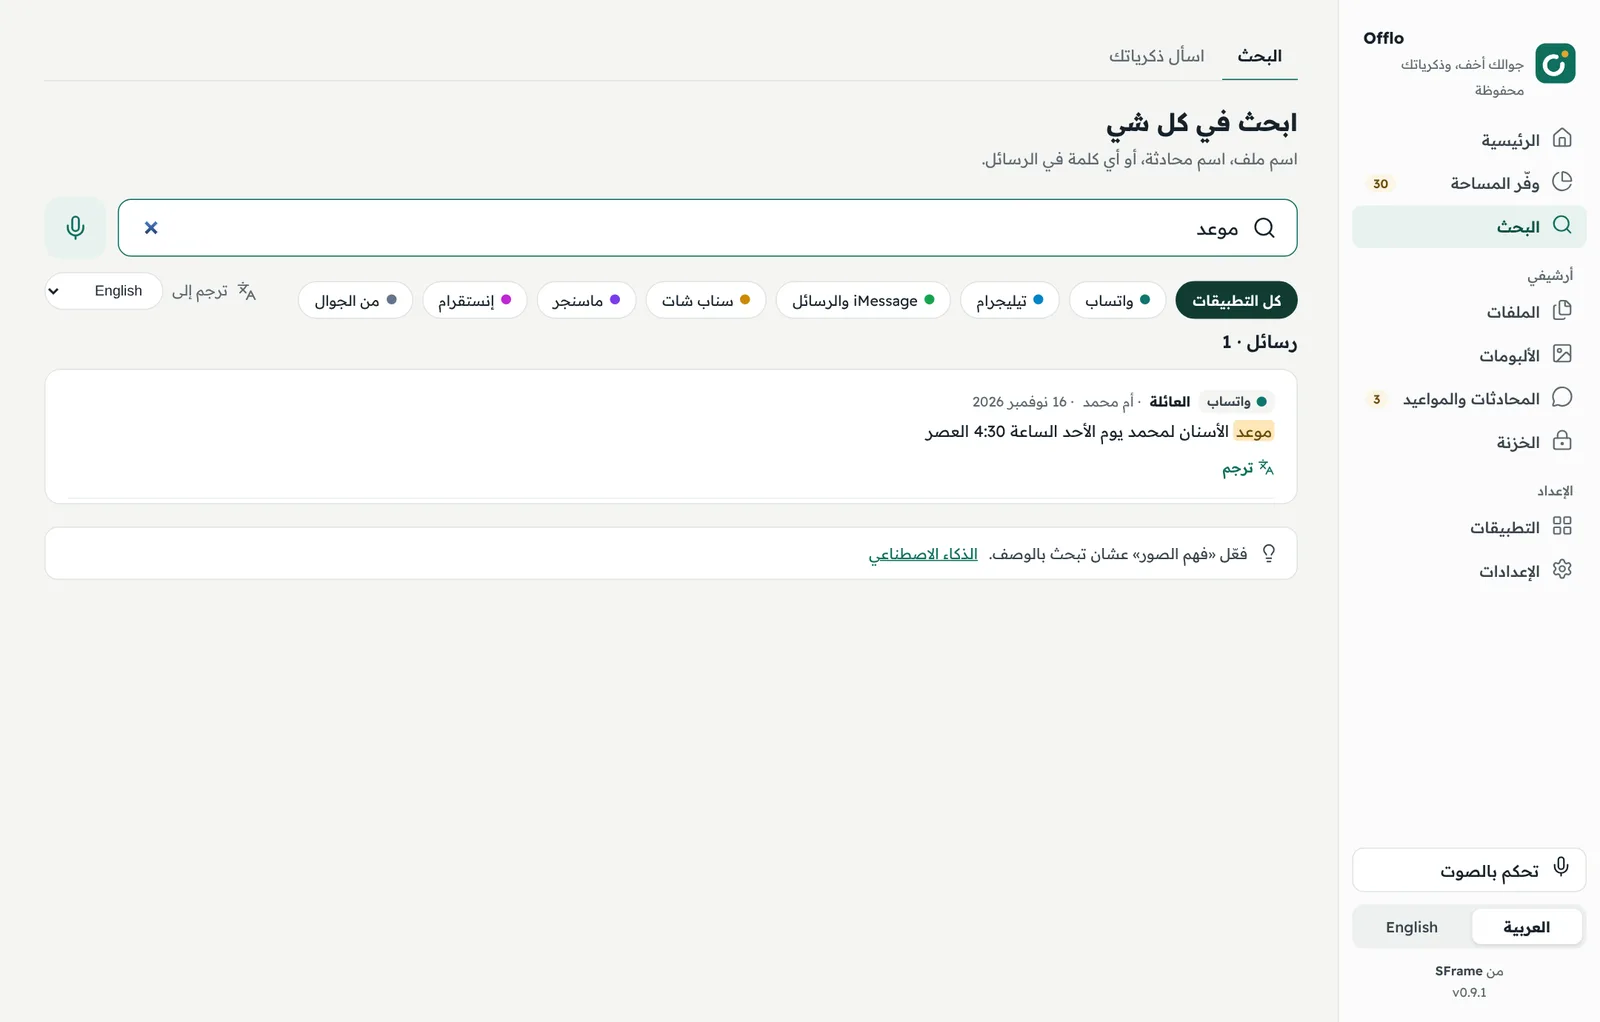 Offlo
جوالك أخف، وذكرياتك
محفوظة
الرئيسية
وفّر المساحة 30
البحث
أرشيفي
الملفات
الألبومات
المحادثات والمواعيد 3
الخزنة
الإعداد
التطبيقات
الإعدادات
تحكم بالصوت
العربية English
من SFrame
v0.9.1
البحث اسأل ذكرياتك
ابحث في كل شي
اسم ملف، اسم محادثة، أو أي كلمة في الرسائل.
موعد
كل التطبيقات واتساب تيليجرام iMessage والرسائل سناب شات ماسنجر إنستقرام من الجوال ترجم إلى English
رسائل · 1
واتساب العائلة · أم محمد · 16 نوفمبر 2026
موعد الأسنان لمحمد يوم الأحد الساعة 4:30 العصر
ترجم
فعّل «فهم الصور» عشان تبحث بالوصف. الذكاء الاصطناعي